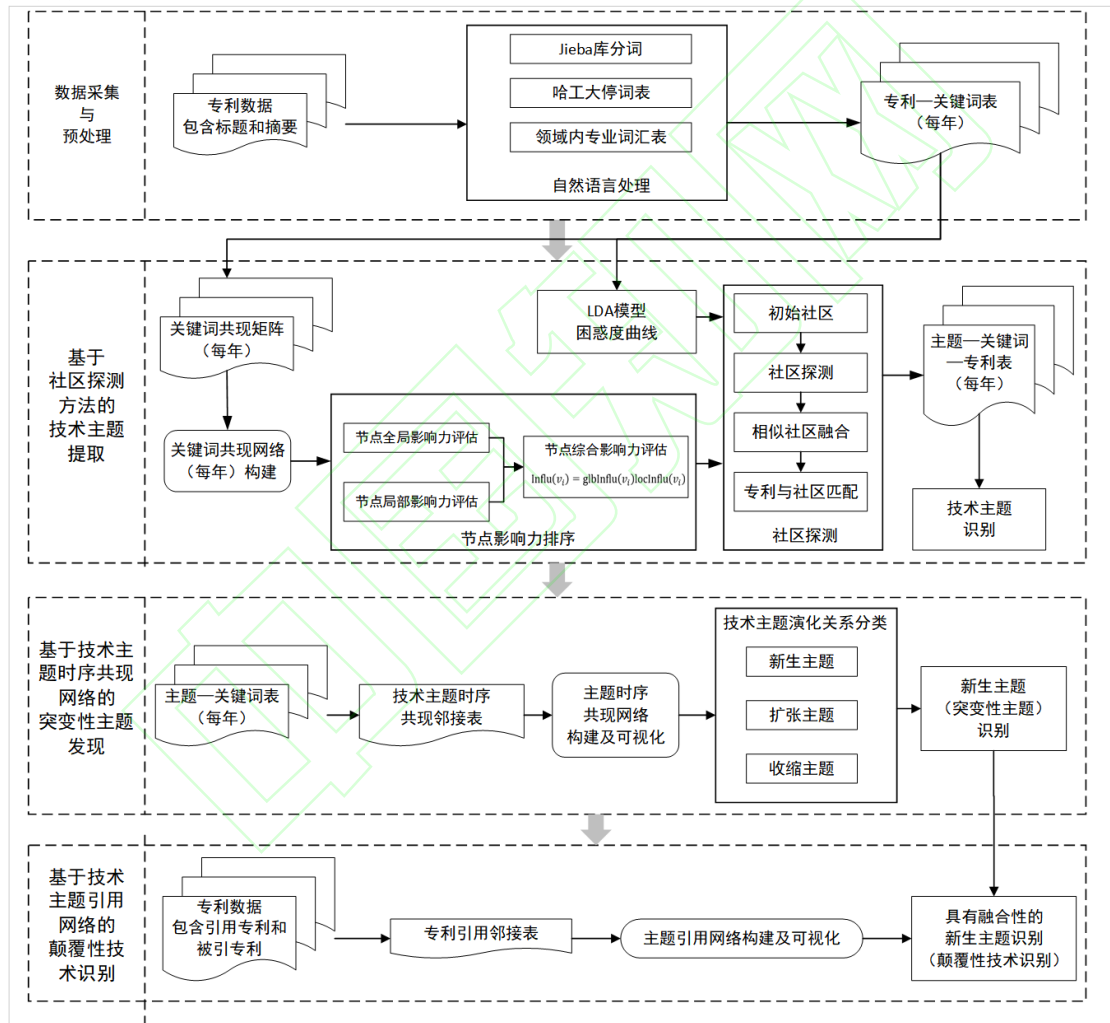 数据采集
与
预处理
专利数据
包含标题和摘要
Jieba库分词
哈工大停词表
领域内专业词汇表
自然语言处理
专利—关键词表
（每年）
基于
社区探测
方法的
技术主题
提取
关键词共现矩阵
（每年）
关键词共现网络
（每年）构建
节点全局影响力评估
节点局部影响力评估
节点综合影响力评估
Influ(vᵢ) = glbInflu(vᵢ)locInflu(vᵢ)
节点影响力排序
LDA模型
困惑度曲线
初始社区
社区探测
相似社区融合
专利与社区匹配
社区探测
主题—关键词
—专利表
（每年）
技术主题
识别
基于技术主
题时序共现
网络的
突变性主题
发现
主题—关键词表
（每年）
技术主题时序
共现邻接表
主题时序
共现网络
构建及可视化
技术主题演化关系分类
新生主题
扩张主题
收缩主题
新生主题
（突变性主题）
识别
基于技术
主题引用
网络的
颠覆性技
术识别
专利数据
包含引用专利和
被引专利
专利引用邻接表
主题引用网络构建及可视化
具有融合性的
新生主题识别
（颠覆性技术识别）